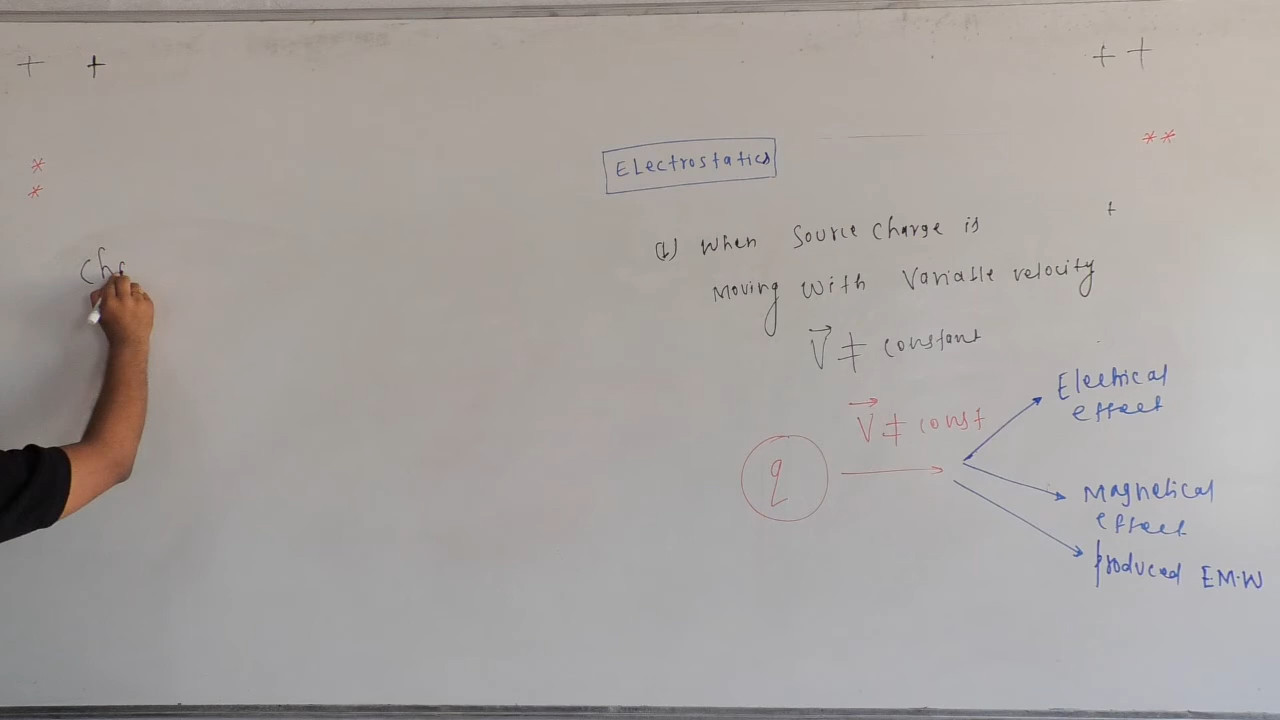 + +
+ +
*
*
**
Electrostatics
(1) When Source charge is
+
Moving With Variable velocity
V⃗ ≠ constant
V⃗ ≠ const
q
Electrical
effect
Magnetical
effect
produced EM.W